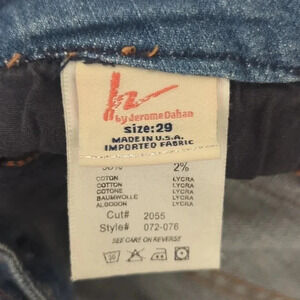 by Jerome Dahan
size:29
MADE IN U.S.A.
IMPORTED FABRIC
2%
COTON LYCRA
COTTON LYCRA
COTONE LYCRA
BAUMWOLLE LYCRA
ALGODON LYCRA
Cut# 2055
Style# 072-076
SEE CARE ON REVERSE